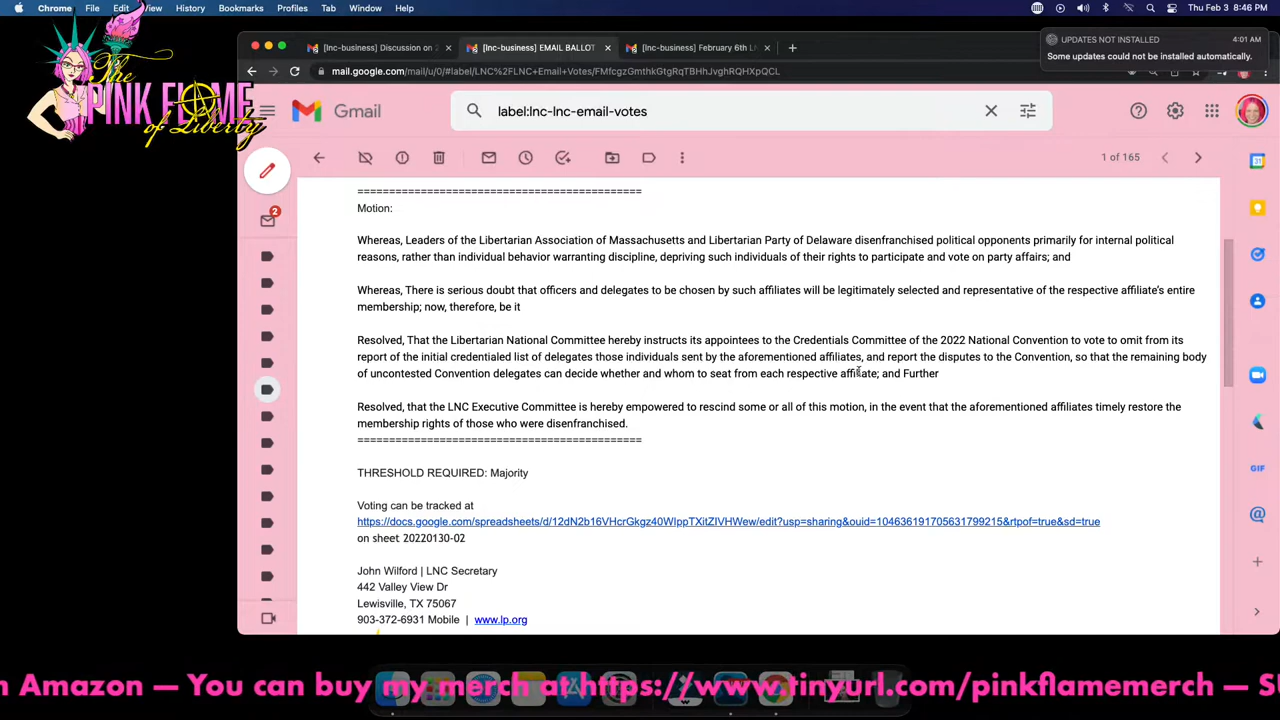 Chrome File Edit View History Bookmarks Profiles Tab Window Help
Thu Feb 3 8:46 PM
The
PINK FLAME
of Liberty
[lnc-business] Discussion on 2
[lnc-business] EMAIL BALLOT
[lnc-business] February 6th LN
UPDATES NOT INSTALLED 4:01 AM
Some updates could not be installed automatically.
mail.google.com/mail/u/0/#label/LNC%2FLNC+Email+Votes/FMfcgzGmthkGtgRqTBHhJvghRQHXpQCL
Gmail
label:lnc-lnc-email-votes
1 of 165
2
===========================================
Motion:
Whereas, Leaders of the Libertarian Association of Massachusetts and Libertarian Party of Delaware disenfranchised political opponents primarily for internal political
reasons, rather than individual behavior warranting discipline, depriving such individuals of their rights to participate and vote on party affairs; and
Whereas, There is serious doubt that officers and delegates to be chosen by such affiliates will be legitimately selected and representative of the respective affiliate's entire
membership; now, therefore, be it
Resolved, That the Libertarian National Committee hereby instructs its appointees to the Credentials Committee of the 2022 National Convention to vote to omit from its
report of the initial credentialed list of delegates those individuals sent by the aforementioned affiliates, and report the disputes to the Convention, so that the remaining body
of uncontested Convention delegates can decide whether and whom to seat from each respective affiliate; and Further
Resolved, that the LNC Executive Committee is hereby empowered to rescind some or all of this motion, in the event that the aforementioned affiliates timely restore the
membership rights of those who were disenfranchised.
===========================================
THRESHOLD REQUIRED: Majority
Voting can be tracked at
https://docs.google.com/spreadsheets/d/12dN2b16VHcrGkgz40WIppTXitZIVHWew/edit?usp=sharing&ouid=104636191705631799215&rtpof=true&sd=true
on sheet 20220130-02
John Wilford | LNC Secretary
442 Valley View Dr
Lewisville, TX 75067
903-372-6931 Mobile | www.lp.org
GIF
n Amazon — You can buy my merch at https://www.tinyurl.com/pinkflamemerch — S